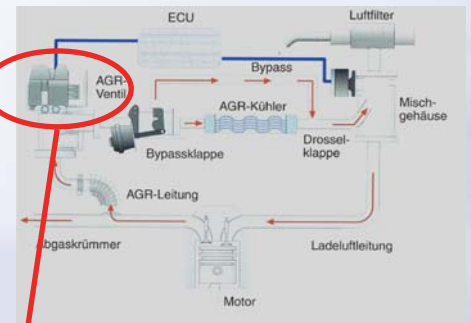 ECU
Luftfilter
Bypass
AGR-
Ventil
AGR-Kühler
Misch-
gehäuse
Bypassklappe
Drossel-
klappe
AGR-Leitung
Abgaskrümmer
Ladeluftleitung
Motor